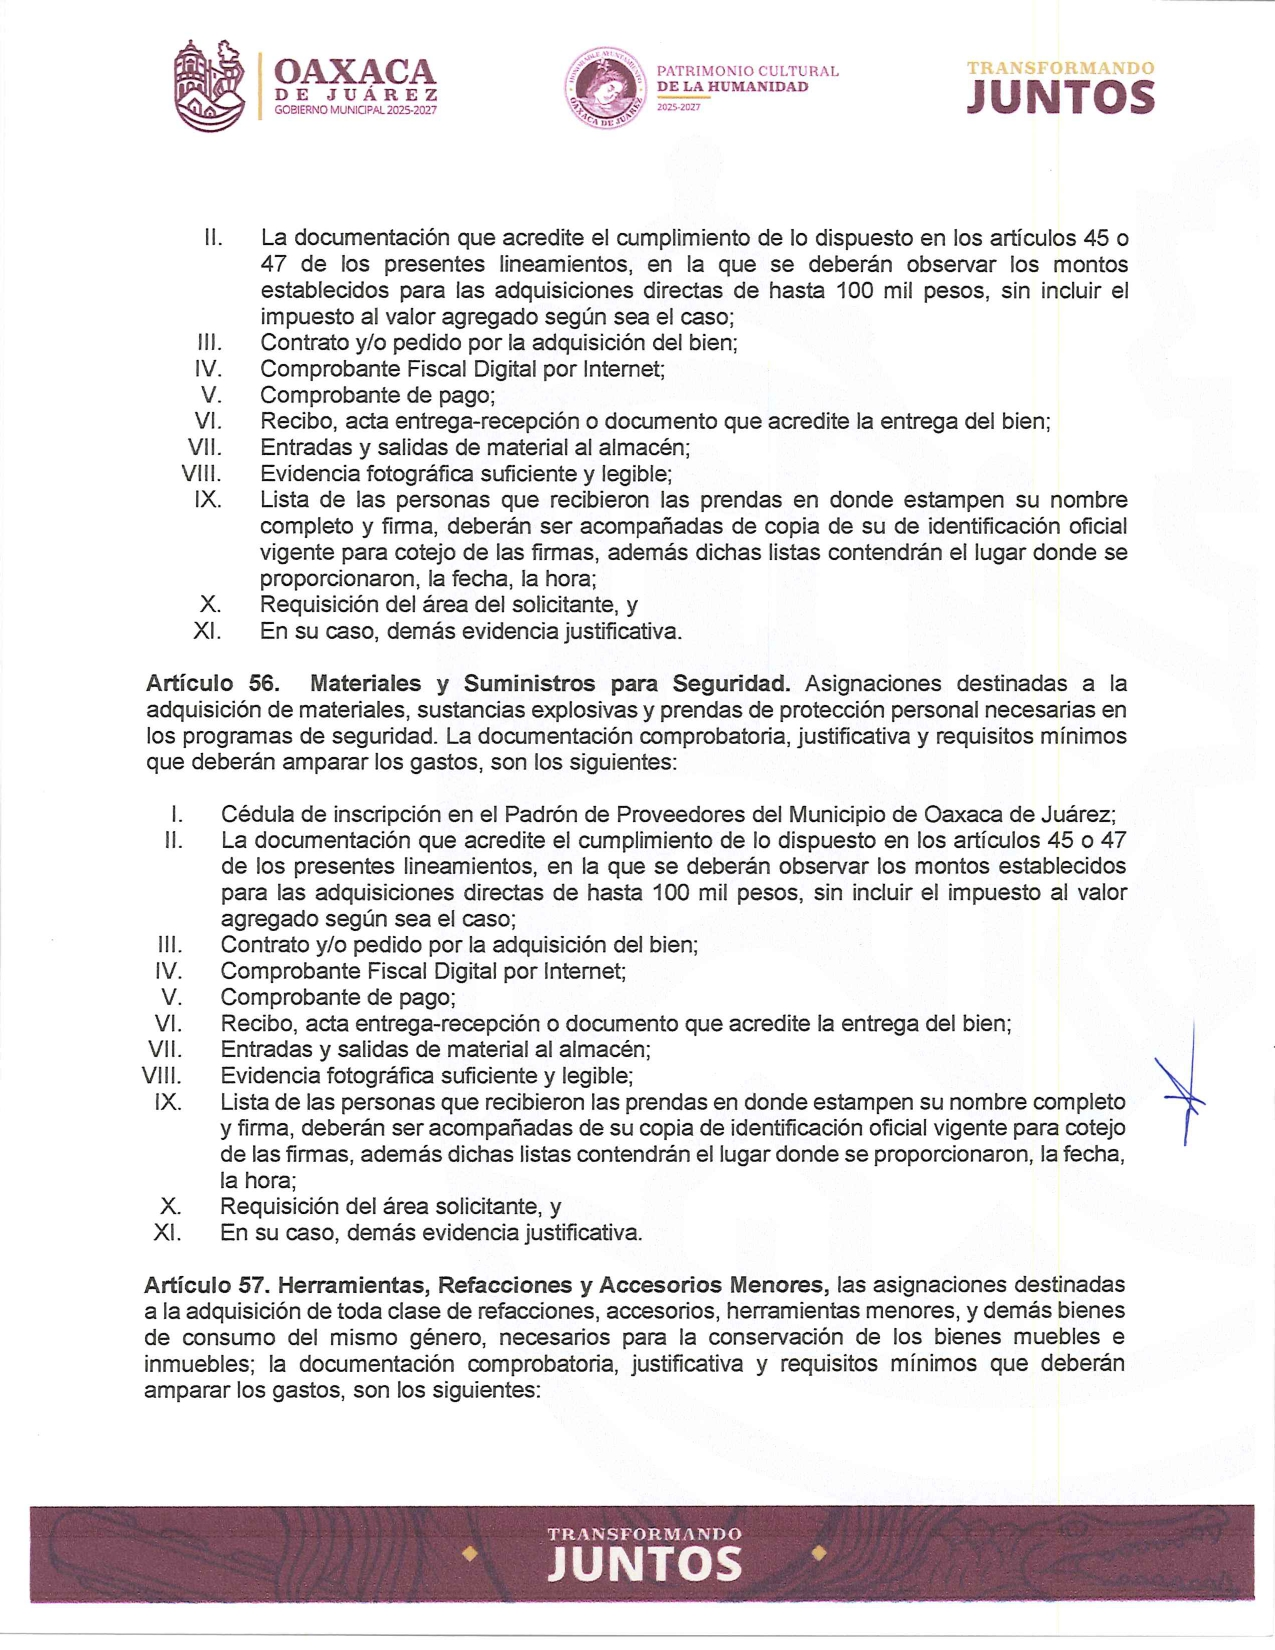 OAXACA
DE JUÁREZ
GOBIERNO MUNICIPAL 2025-2027
HONORABLE AYUNTAMIENTO
OAXACA DE JUÁREZ
PATRIMONIO CULTURAL
DE LA HUMANIDAD
2025-2027
TRANSFORMANDO
JUNTOS
II. La documentación que acredite el cumplimiento de lo dispuesto en los artículos 45 o
47 de los presentes lineamientos, en la que se deberán observar los montos
establecidos para las adquisiciones directas de hasta 100 mil pesos, sin incluir el
impuesto al valor agregado según sea el caso;
III. Contrato y/o pedido por la adquisición del bien;
IV. Comprobante Fiscal Digital por Internet;
V. Comprobante de pago;
VI. Recibo, acta entrega-recepción o documento que acredite la entrega del bien;
VII. Entradas y salidas de material al almacén;
VIII. Evidencia fotográfica suficiente y legible;
IX. Lista de las personas que recibieron las prendas en donde estampen su nombre
completo y firma, deberán ser acompañadas de copia de su de identificación oficial
vigente para cotejo de las firmas, además dichas listas contendrán el lugar donde se
proporcionaron, la fecha, la hora;
X. Requisición del área del solicitante, y
XI. En su caso, demás evidencia justificativa.
Artículo 56. Materiales y Suministros para Seguridad. Asignaciones destinadas a la
adquisición de materiales, sustancias explosivas y prendas de protección personal necesarias en
los programas de seguridad. La documentación comprobatoria, justificativa y requisitos mínimos
que deberán amparar los gastos, son los siguientes:
I. Cédula de inscripción en el Padrón de Proveedores del Municipio de Oaxaca de Juárez;
II. La documentación que acredite el cumplimiento de lo dispuesto en los artículos 45 o 47
de los presentes lineamientos, en la que se deberán observar los montos establecidos
para las adquisiciones directas de hasta 100 mil pesos, sin incluir el impuesto al valor
agregado según sea el caso;
III. Contrato y/o pedido por la adquisición del bien;
IV. Comprobante Fiscal Digital por Internet;
V. Comprobante de pago;
VI. Recibo, acta entrega-recepción o documento que acredite la entrega del bien;
VII. Entradas y salidas de material al almacén;
VIII. Evidencia fotográfica suficiente y legible;
IX. Lista de las personas que recibieron las prendas en donde estampen su nombre completo
y firma, deberán ser acompañadas de su copia de identificación oficial vigente para cotejo
de las firmas, además dichas listas contendrán el lugar donde se proporcionaron, la fecha,
la hora;
X. Requisición del área solicitante, y
XI. En su caso, demás evidencia justificativa.
Artículo 57. Herramientas, Refacciones y Accesorios Menores, las asignaciones destinadas
a la adquisición de toda clase de refacciones, accesorios, herramientas menores, y demás bienes
de consumo del mismo género, necesarios para la conservación de los bienes muebles e
inmuebles; la documentación comprobatoria, justificativa y requisitos mínimos que deberán
amparar los gastos, son los siguientes:
TRANSFORMANDO
JUNTOS